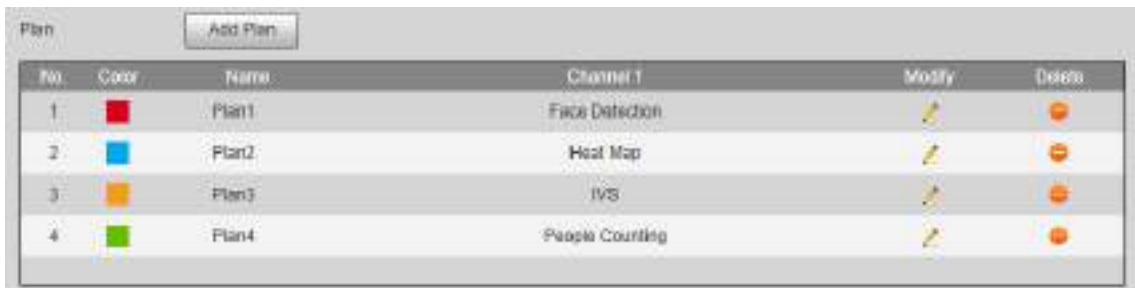 Plan Add Plan
No. Color Name Channel 1 Modify Delete
1 Plan1 Face Detection
2 Plan2 Heat Map
3 Plan3 IVS
4 Plan4 People Counting